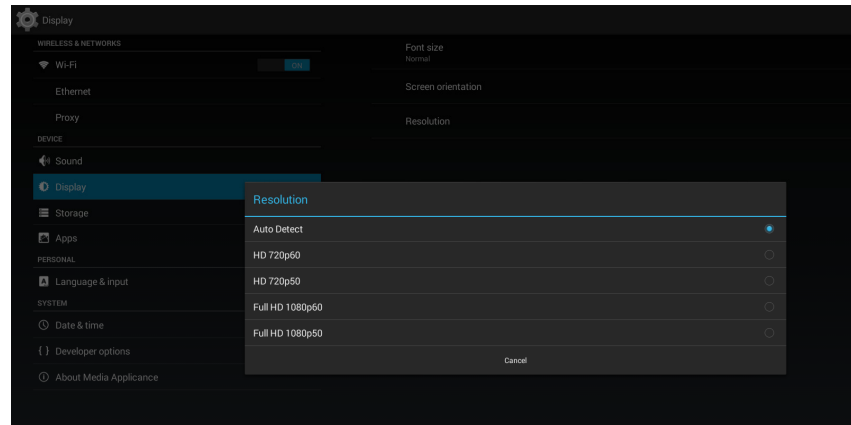 Display
WIRELESS & NETWORKS
Wi-Fi
ON
Ethernet
Proxy
DEVICE
Sound
Display
Storage
Apps
PERSONAL
Language & input
SYSTEM
Date & time
Developer options
About Media Applicance
Font size
Normal
Screen orientation
Resolution
Resolution
Auto Detect
HD 720p60
HD 720p50
Full HD 1080p60
Full HD 1080p50
Cancel